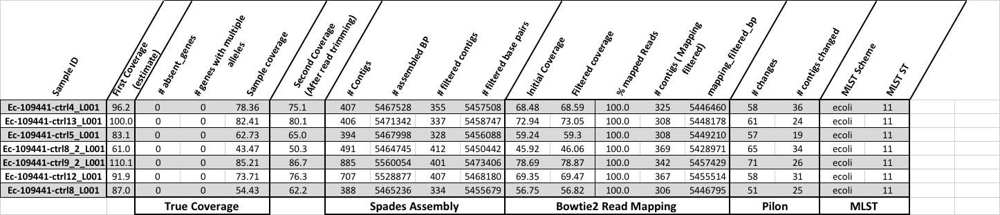 Sample ID
First Coverage
(estimate)
# absent_genes
# genes with multiple
alleles
Sample coverage
Second Coverage
(After read trimming)
# Contigs
# assembled BP
# filtered contigs
# filtered base pairs
Initial Coverage
Filtered coverage
% mapped Reads
# contigs ( Mapping
filtered)
mapping_filtered_bp
# changes
# contigs changed
MLST Scheme
MLST ST
Ec-109441-ctrl4_L001 96.2 0 0 78.36 75.1 407 5467528 355 5457508 68.48 68.59 100.0 325 5446460 58 36 ecoli 11
Ec-109441-ctrl13_L001 100.0 0 0 82.41 80.1 406 5471342 337 5458747 72.94 73.05 100.0 308 5448178 61 24 ecoli 11
Ec-109441-ctrl5_L001 83.1 0 0 62.73 65.0 394 5467998 328 5456088 59.24 59.3 100.0 308 5449210 57 19 ecoli 11
Ec-109441-ctrl8_2_L001 61.0 0 0 43.47 50.3 491 5464745 412 5450442 45.92 46.06 100.0 369 5428971 65 34 ecoli 11
Ec-109441-ctrl9_2_L001 110.1 0 0 85.21 86.7 885 5560054 401 5473406 78.69 78.87 100.0 342 5457429 71 26 ecoli 11
Ec-109441-ctrl12_L001 91.9 0 0 73.71 76.3 707 5528877 407 5468180 69.35 69.47 100.0 367 5455514 58 31 ecoli 11
Ec-109441-ctrl8_L001 87.0 0 0 54.43 62.2 388 5465236 334 5455679 56.75 56.82 100.0 306 5446795 51 25 ecoli 11
True Coverage Spades Assembly Bowtie2 Read Mapping Pilon MLST